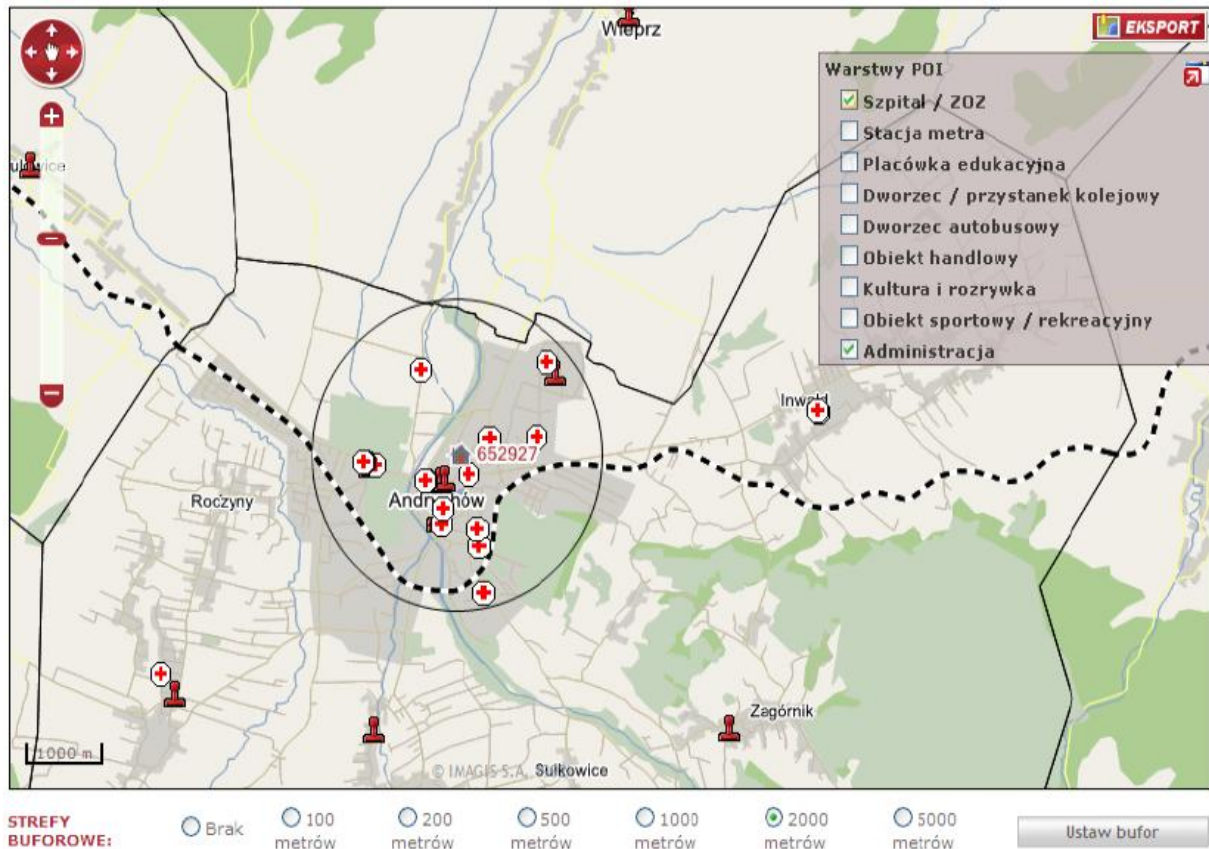 Wieprz
EKSPORT
Warstwy POI
Szpital / ZOZ
Stacja metra
Placówka edukacyjna
Dworzec / przystanek kolejowy
Dworzec autobusowy
Obiekt handlowy
Kultura i rozrywka
Obiekt sportowy / rekreacyjny
Administracja
Inwałd
652927
Roczyny
Zagórnik
1000 m
© IMAGIS S.A.
Sułkowice
STREFY
BUFOROWE:
Brak
100
metrów
200
metrów
500
metrów
1000
metrów
2000
metrów
5000
metrów
Ustaw bufor